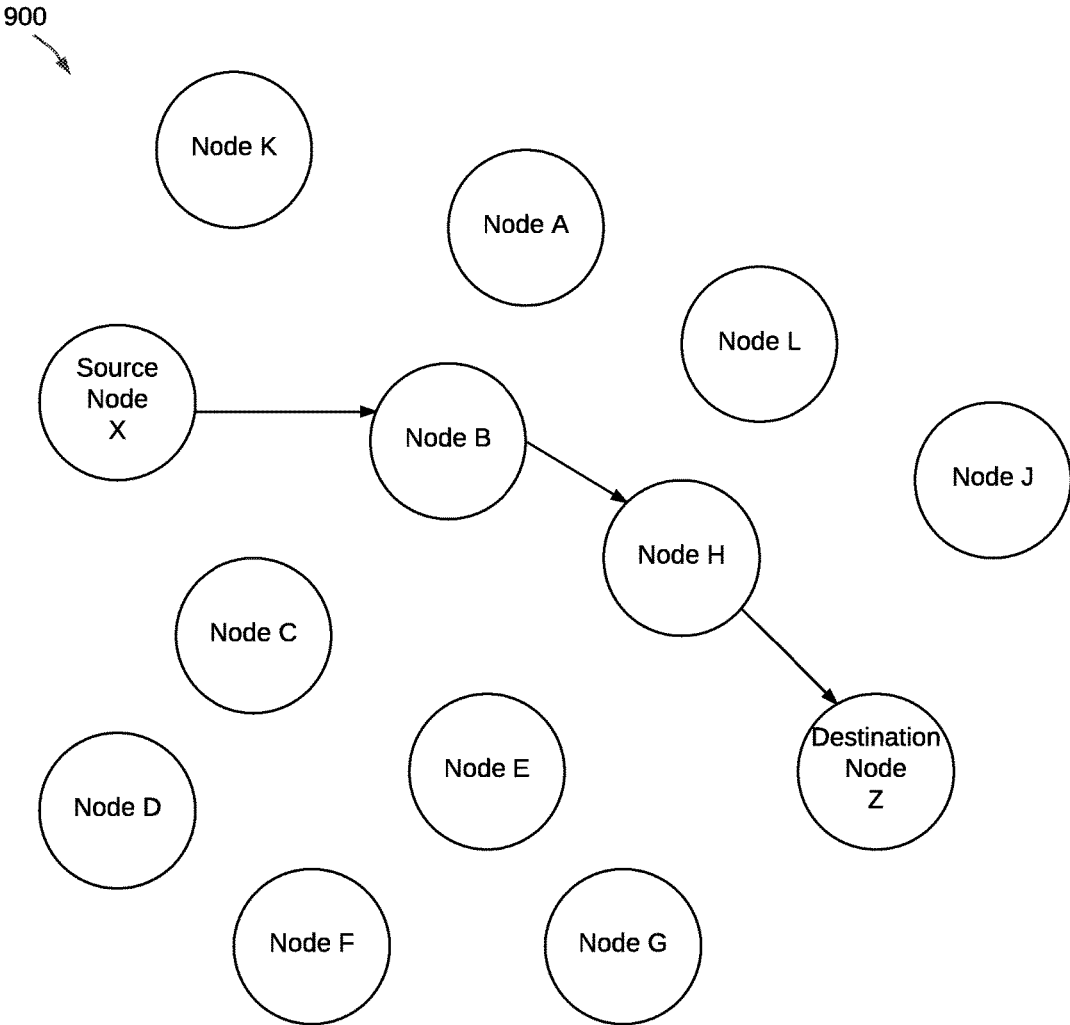 900
Node K
Node A
Node L
Source
Node
X
Node B
Node J
Node H
Node C
Destination
Node
Z
Node E
Node D
Node F
Node G